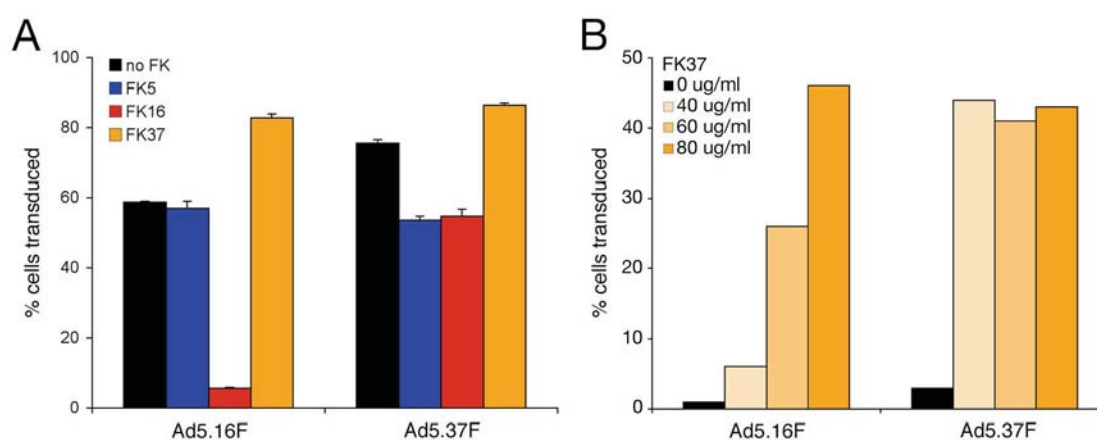 A
% cells transduced
100
80
60
40
20
0
no FK
FK5
FK16
FK37
Ad5.16F
Ad5.37F
B
% cells transduced
50
40
30
20
10
0
FK37
0 ug/ml
40 ug/ml
60 ug/ml
80 ug/ml
Ad5.16F
Ad5.37F